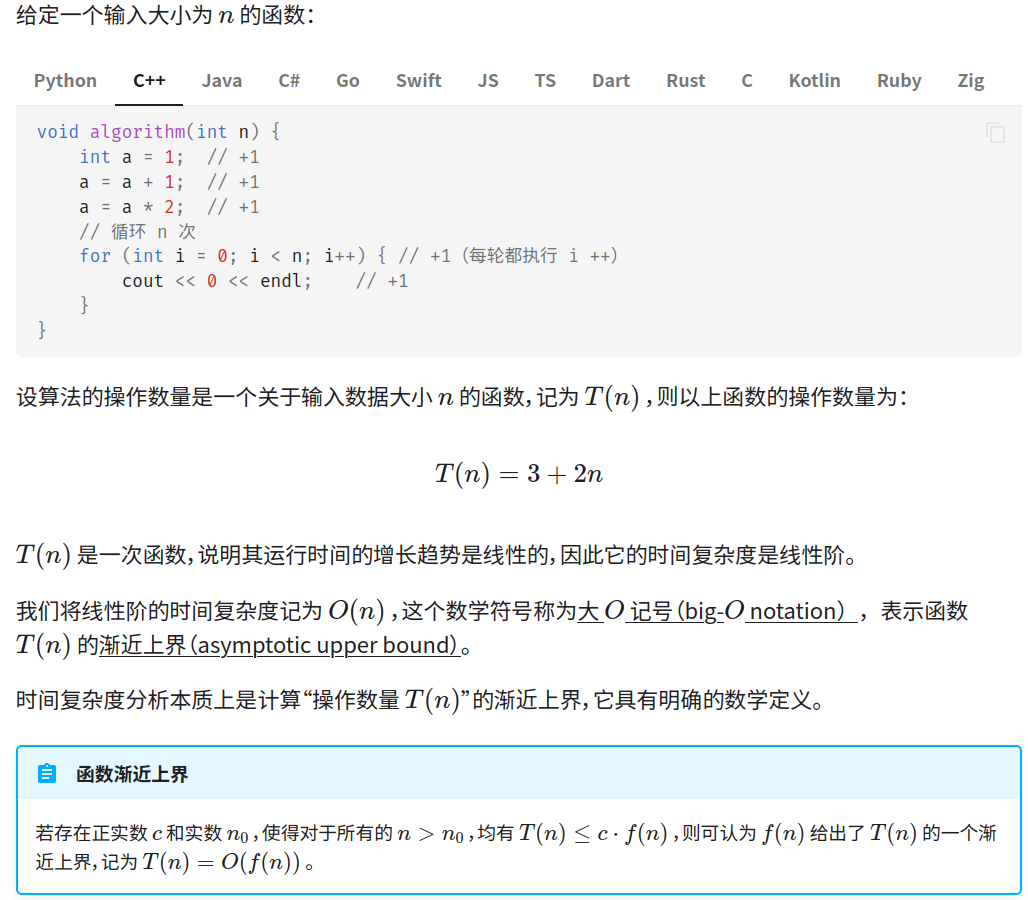 给定一个输入大小为 n 的函数：
Python C++ Java C# Go Swift JS TS Dart Rust C Kotlin Ruby Zig
void algorithm(int n) {
    int a = 1;  // +1
    a = a + 1;  // +1
    a = a * 2;  // +1
    // 循环 n 次
    for (int i = 0; i < n; i++) { // +1（每轮都执行 i ++）
        cout << 0 << endl;    // +1
    }
}
设算法的操作数量是一个关于输入数据大小 n 的函数，记为 T(n)，则以上函数的操作数量为：
T(n) = 3 + 2n
T(n) 是一次函数，说明其运行时间的增长趋势是线性的，因此它的时间复杂度是线性阶。
我们将线性阶的时间复杂度记为 O(n)，这个数学符号称为大 O 记号（big-O notation），表示函数
T(n) 的渐近上界（asymptotic upper bound）。
时间复杂度分析本质上是计算“操作数量 T(n)”的渐近上界，它具有明确的数学定义。
函数渐近上界
若存在正实数 c 和实数 n₀，使得对于所有的 n > n₀，均有 T(n) ≤ c · f(n)，则可认为 f(n) 给出了 T(n) 的一个渐
近上界，记为 T(n) = O(f(n))。